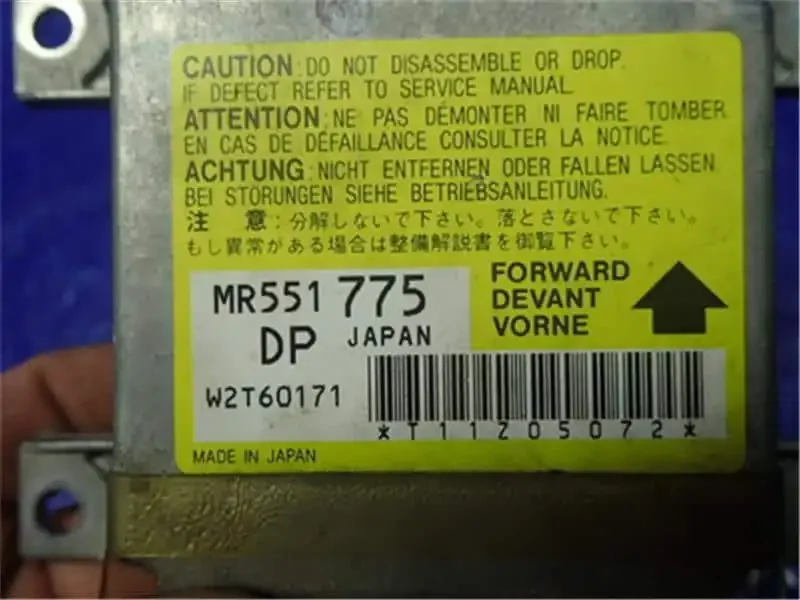 CAUTION : DO NOT DISASSEMBLE OR DROP.
IF DEFECT REFER TO SERVICE MANUAL.
ATTENTION : NE PAS DÉMONTER NI FAIRE TOMBER
EN CAS DE DÉFAILLANCE CONSULTER LA NOTICE.
ACHTUNG : NICHT ENTFERNEN ODER FALLEN LASSEN
BEI STÖRUNGEN SIEHE BETRIEBSANLEITUNG.
注 意 : 分解しないで下さい。落とさないで下さい。
もし異常がある場合は整備解説書を御覧下さい。
MR551 775
DP JAPAN
W2T60171
FORWARD
DEVANT
VORNE
*T11Z05072*
MADE IN JAPAN